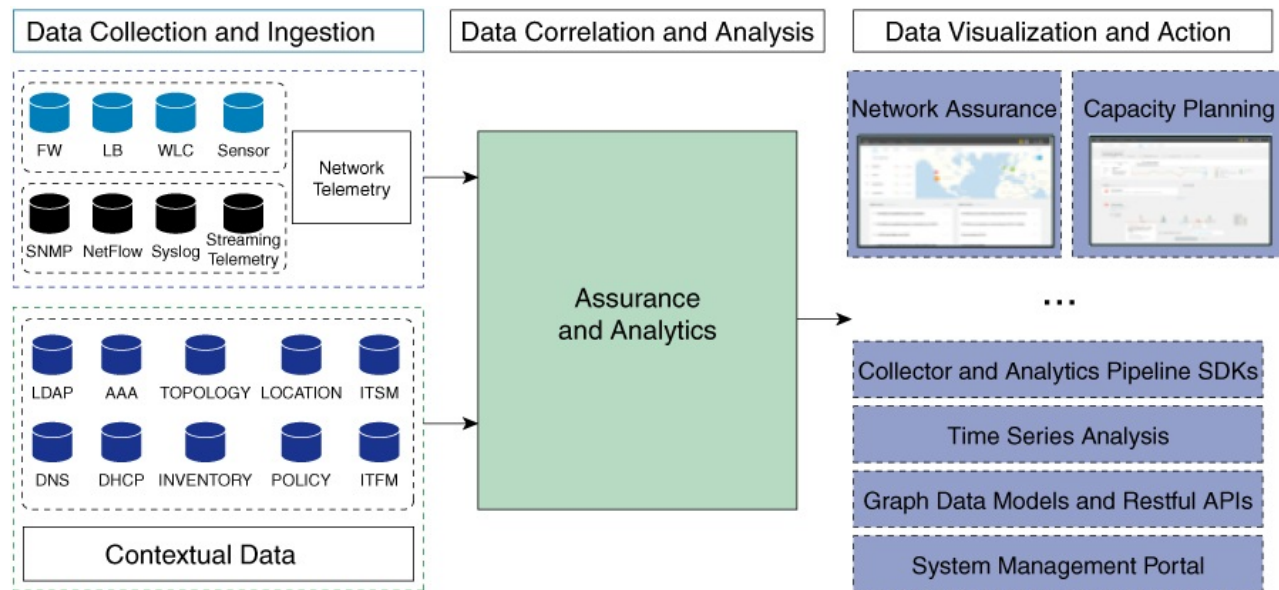 Data Collection and Ingestion
Data Correlation and Analysis
Data Visualization and Action
FW
LB
WLC
Sensor
SNMP
NetFlow
Syslog
Streaming
Telemetry
Network
Telemetry
LDAP
AAA
TOPOLOGY
LOCATION
ITSM
DNS
DHCP
INVENTORY
POLICY
ITFM
Contextual Data
Assurance
and Analytics
Network Assurance
Capacity Planning
...
Collector and Analytics Pipeline SDKs
Time Series Analysis
Graph Data Models and Restful APIs
System Management Portal